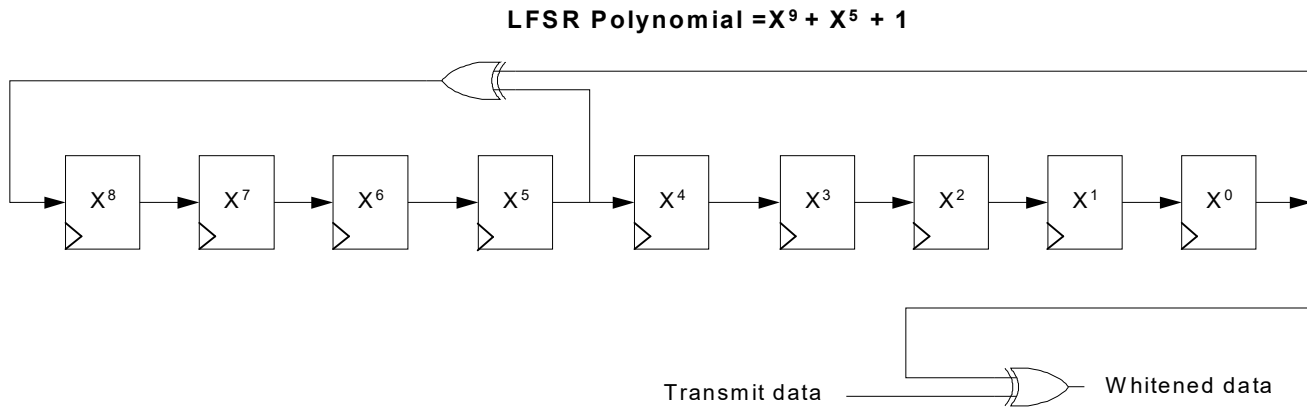 LFSR Polynomial =X⁹ + X⁵ + 1
X⁸ X⁷ X⁶ X⁵ X⁴ X³ X² X¹ X⁰
Transmit data
Whitened data